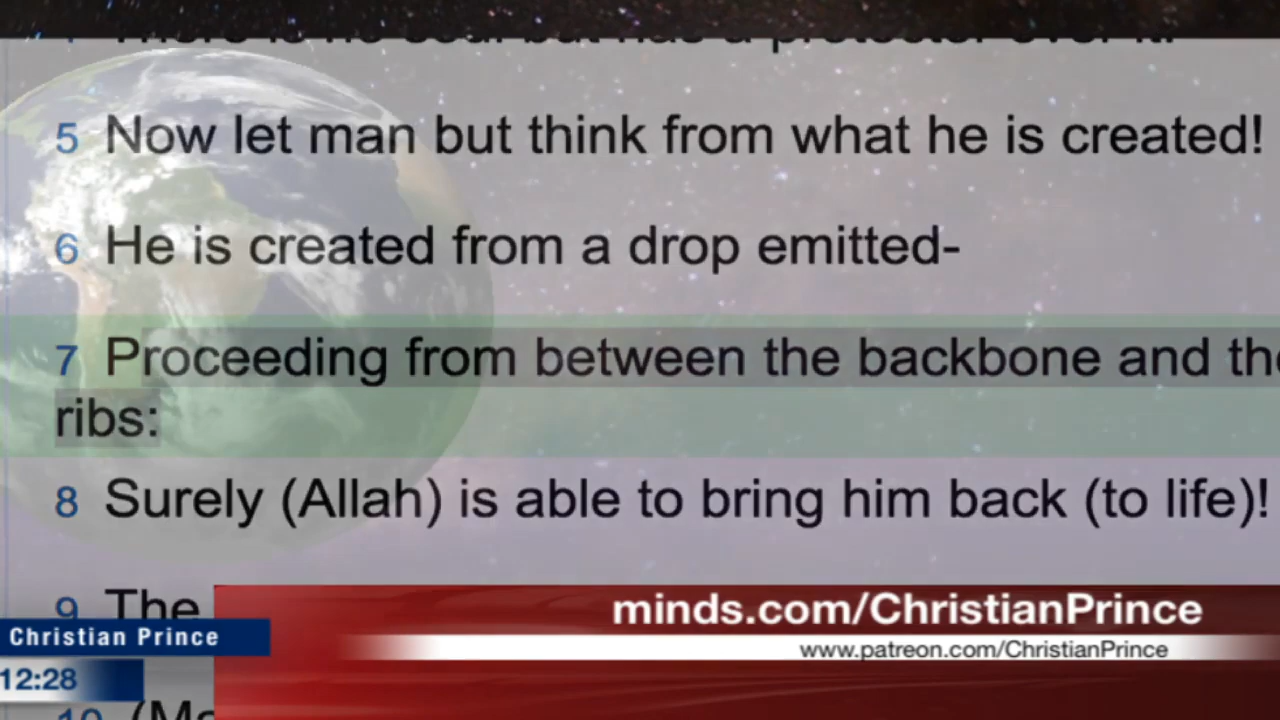 5 Now let man but think from what he is created!
6 He is created from a drop emitted-
7 Proceeding from between the backbone and the
ribs:
8 Surely (Allah) is able to bring him back (to life)!
9 The
minds.com/ChristianPrince
Christian Prince
www.patreon.com/ChristianPrince
12:28